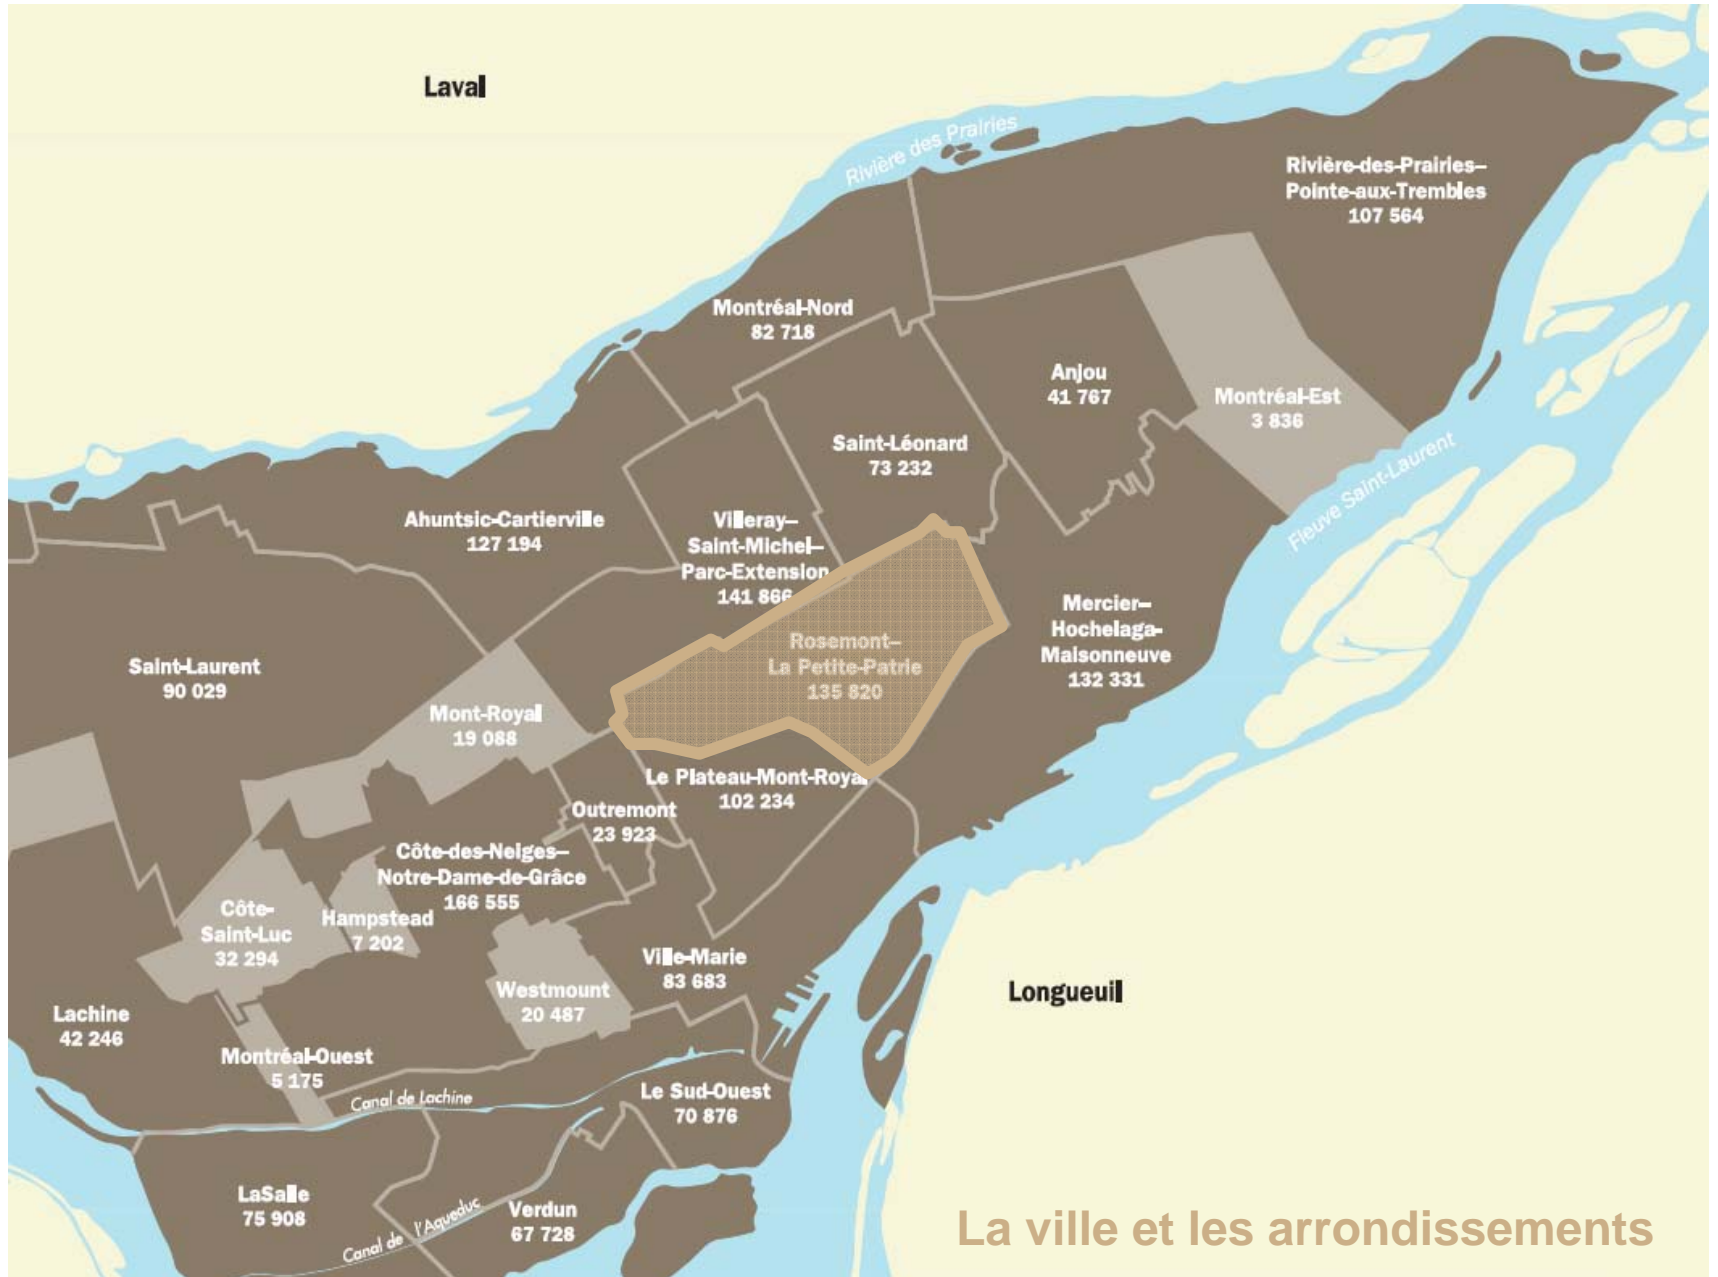 Laval
Rivière des Prairies
Rivière-des-Prairies–
Pointe-aux-Trembles
107 564
Montréal-Nord
82 718
Anjou
41 767
Montréal-Est
3 836
Saint-Léonard
73 232
Fleuve Saint-Laurent
Ahuntsic-Cartierville
127 194
Villeray–
Saint-Michel–
Parc-Extension
141 866
Mercier–
Hochelaga-
Maisonneuve
132 331
Rosemont–
La Petite-Patrie
135 820
Saint-Laurent
90 029
Mont-Royal
19 088
Le Plateau-Mont-Royal
102 234
Outremont
23 923
Côte-des-Neiges–
Notre-Dame-de-Grâce
166 555
Côte-
Saint-Luc
32 294
Hampstead
7 202
Ville-Marie
83 683
Westmount
20 487
Longueuil
Lachine
42 246
Montréal-Ouest
5 175
Canal de Lachine
Le Sud-Ouest
70 876
LaSalle
75 908
Canal de l'Aqueduc
Verdun
67 728
La ville et les arrondissements